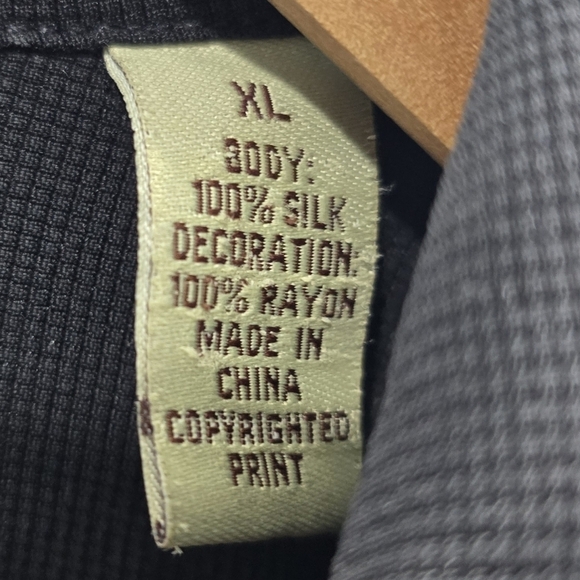 XL
BODY:
100% SILK
DECORATION:
100% RAYON
MADE IN
CHINA
COPYRIGHTED
PRINT